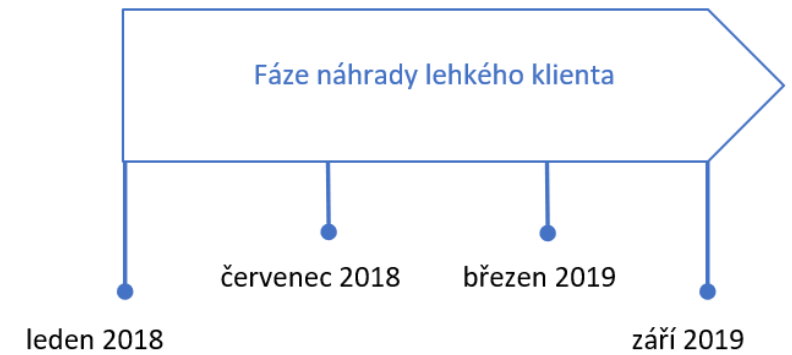 Fáze náhrady lehkého klienta
červenec 2018
březen 2019
leden 2018
září 2019